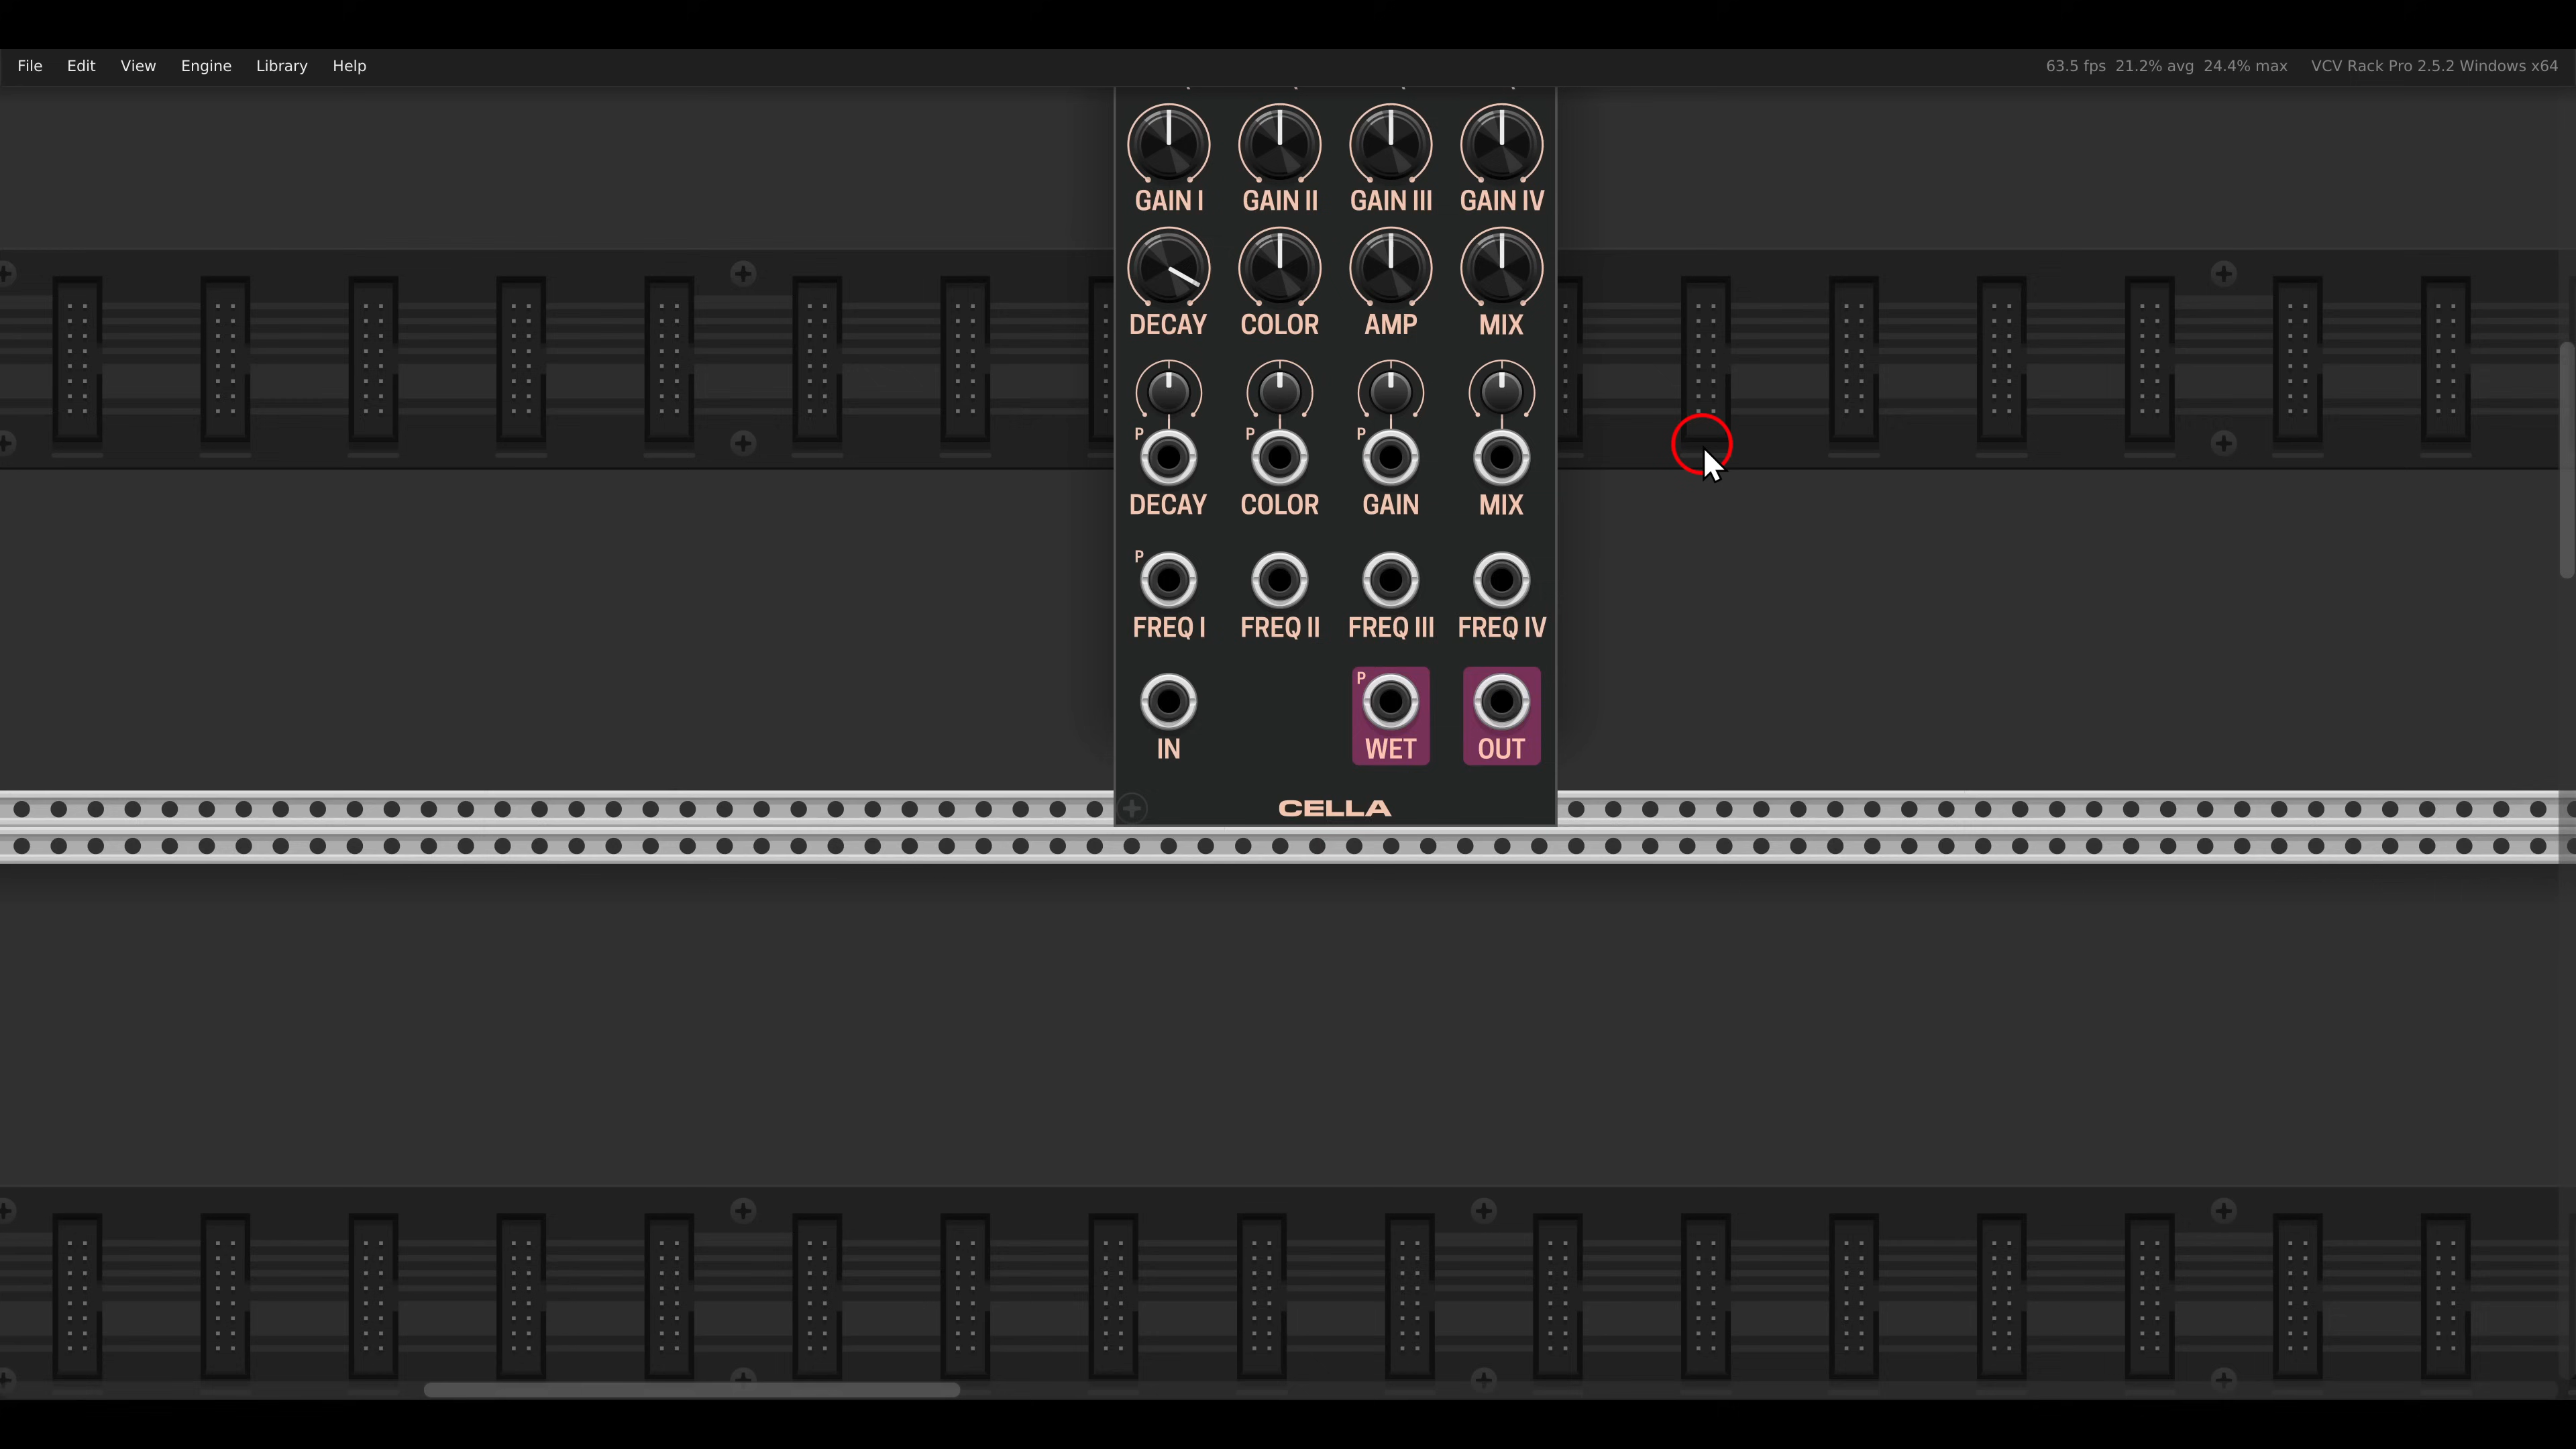 File Edit View Engine Library Help 63.5 fps 21.2% avg 24.4% max VCV Rack Pro 2.5.2 Windows x64
GAIN I GAIN II GAIN III GAIN IV
DECAY COLOR AMP MIX
P P P
DECAY COLOR GAIN MIX
P
FREQ I FREQ II FREQ III FREQ IV
P
IN WET OUT
CELLA